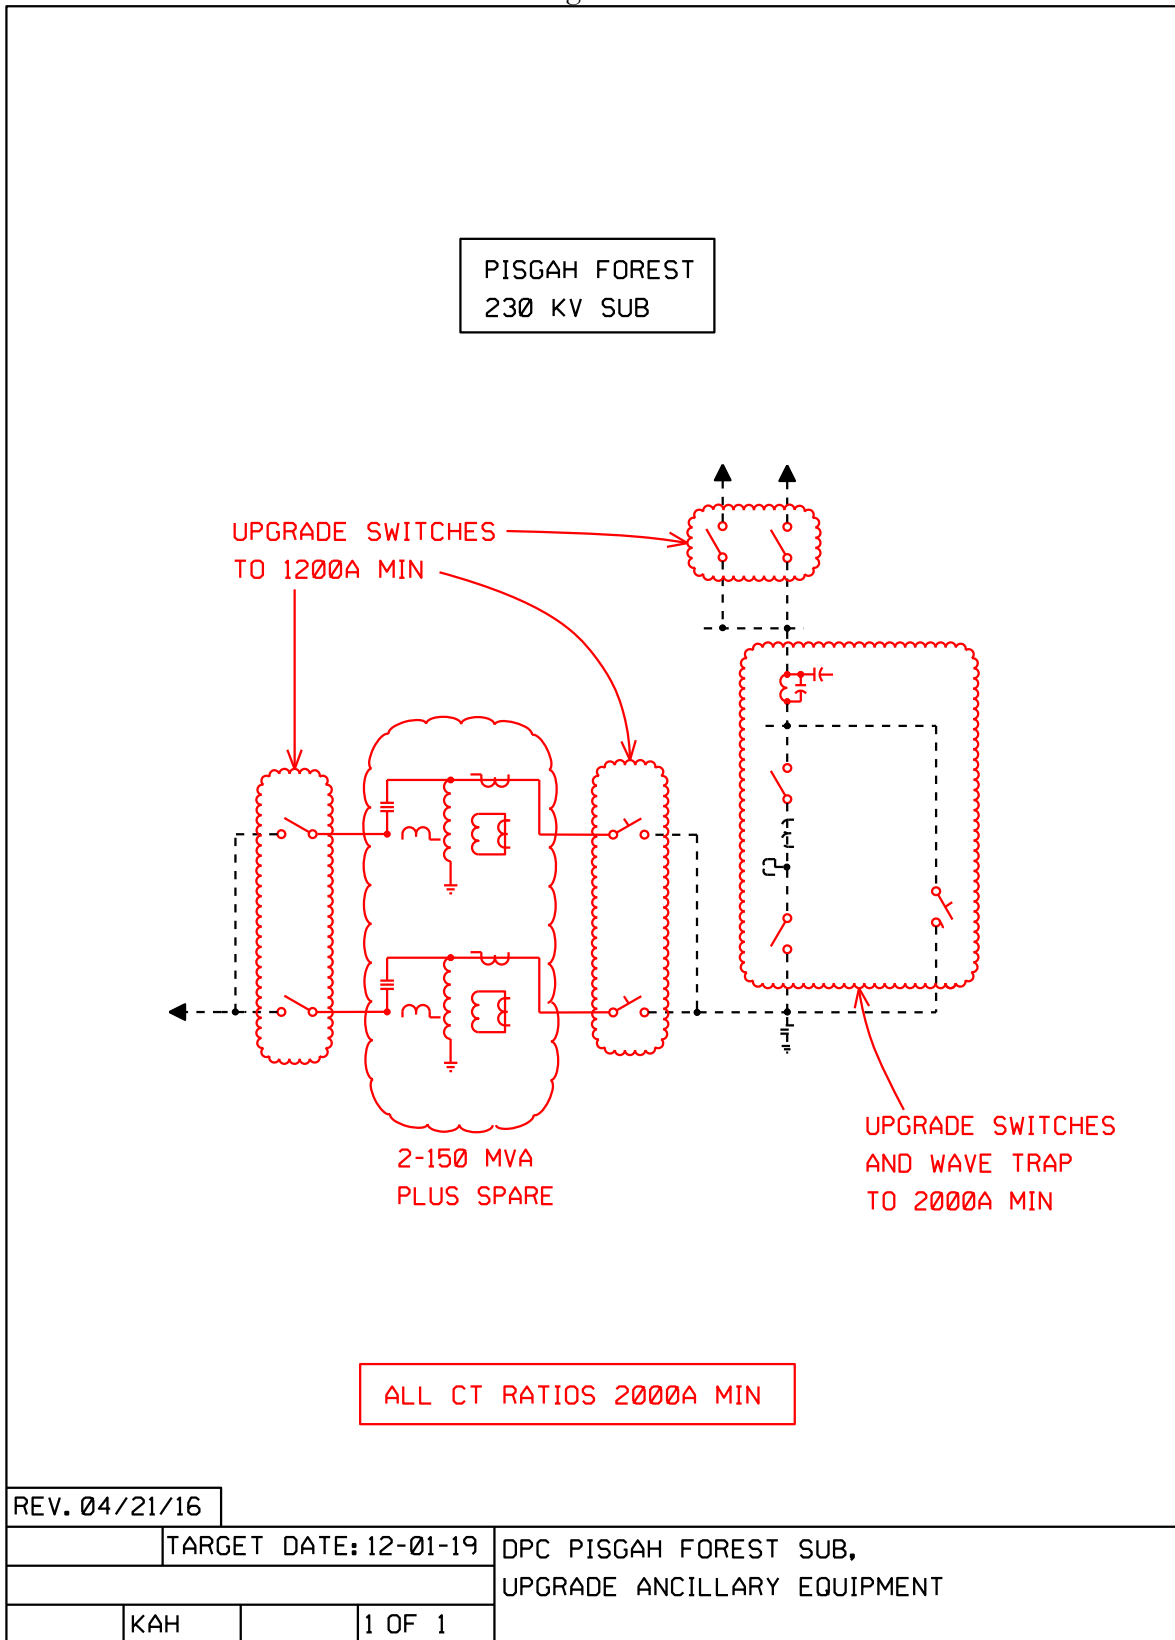 PISGAH FOREST
230 KV SUB
UPGRADE SWITCHES
TO 1200A MIN
2-150 MVA
PLUS SPARE
UPGRADE SWITCHES
AND WAVE TRAP
TO 2000A MIN
ALL CT RATIOS 2000A MIN
REV. 04/21/16
TARGET DATE: 12-01-19
DPC PISGAH FOREST SUB,
UPGRADE ANCILLARY EQUIPMENT
KAH
1 OF 1